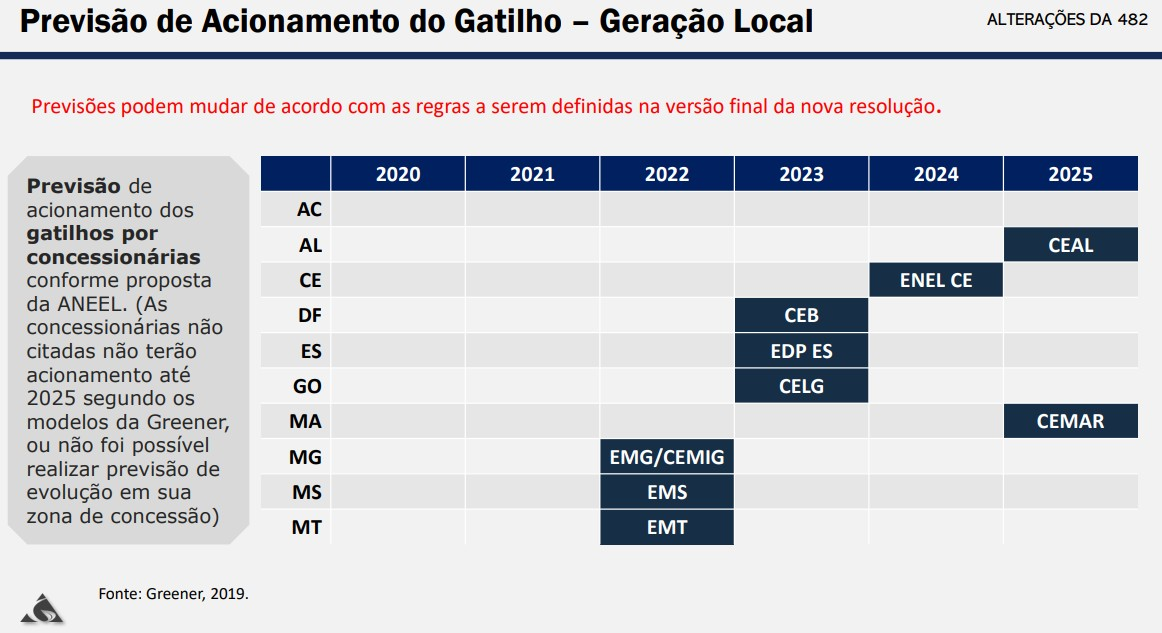 Previsão de Acionamento do Gatilho – Geração Local
ALTERAÇÕES DA 482
Previsões podem mudar de acordo com as regras a serem definidas na versão final da nova resolução.
Previsão de
acionamento dos
gatilhos por
concessionárias
conforme proposta
da ANEEL. (As
concessionárias não
citadas não terão
acionamento até
2025 segundo os
modelos da Greener,
ou não foi possível
realizar previsão de
evolução em sua
zona de concessão)
2020 2021 2022 2023 2024 2025
AC
AL CEAL
CE ENEL CE
DF CEB
ES EDP ES
GO CELG
MA CEMAR
MG EMG/CEMIG
MS EMS
MT EMT
Fonte: Greener, 2019.